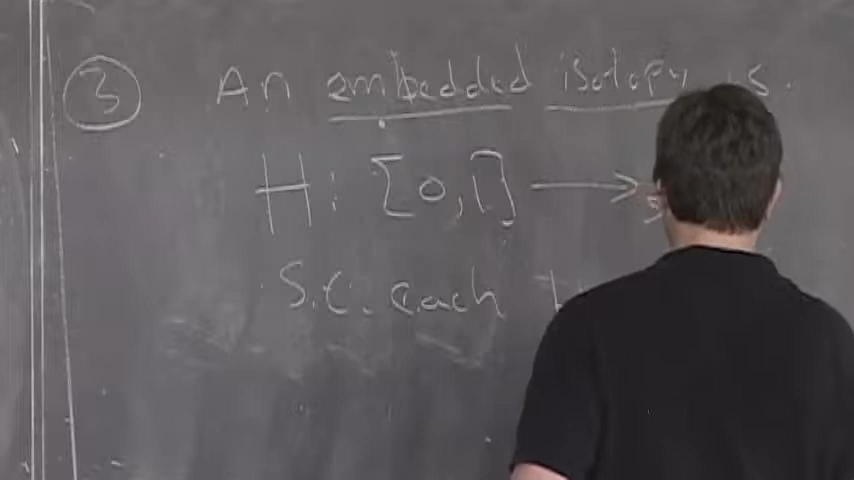 ③ An embedded isotopy is.
H: [0,1] →
S.t. each